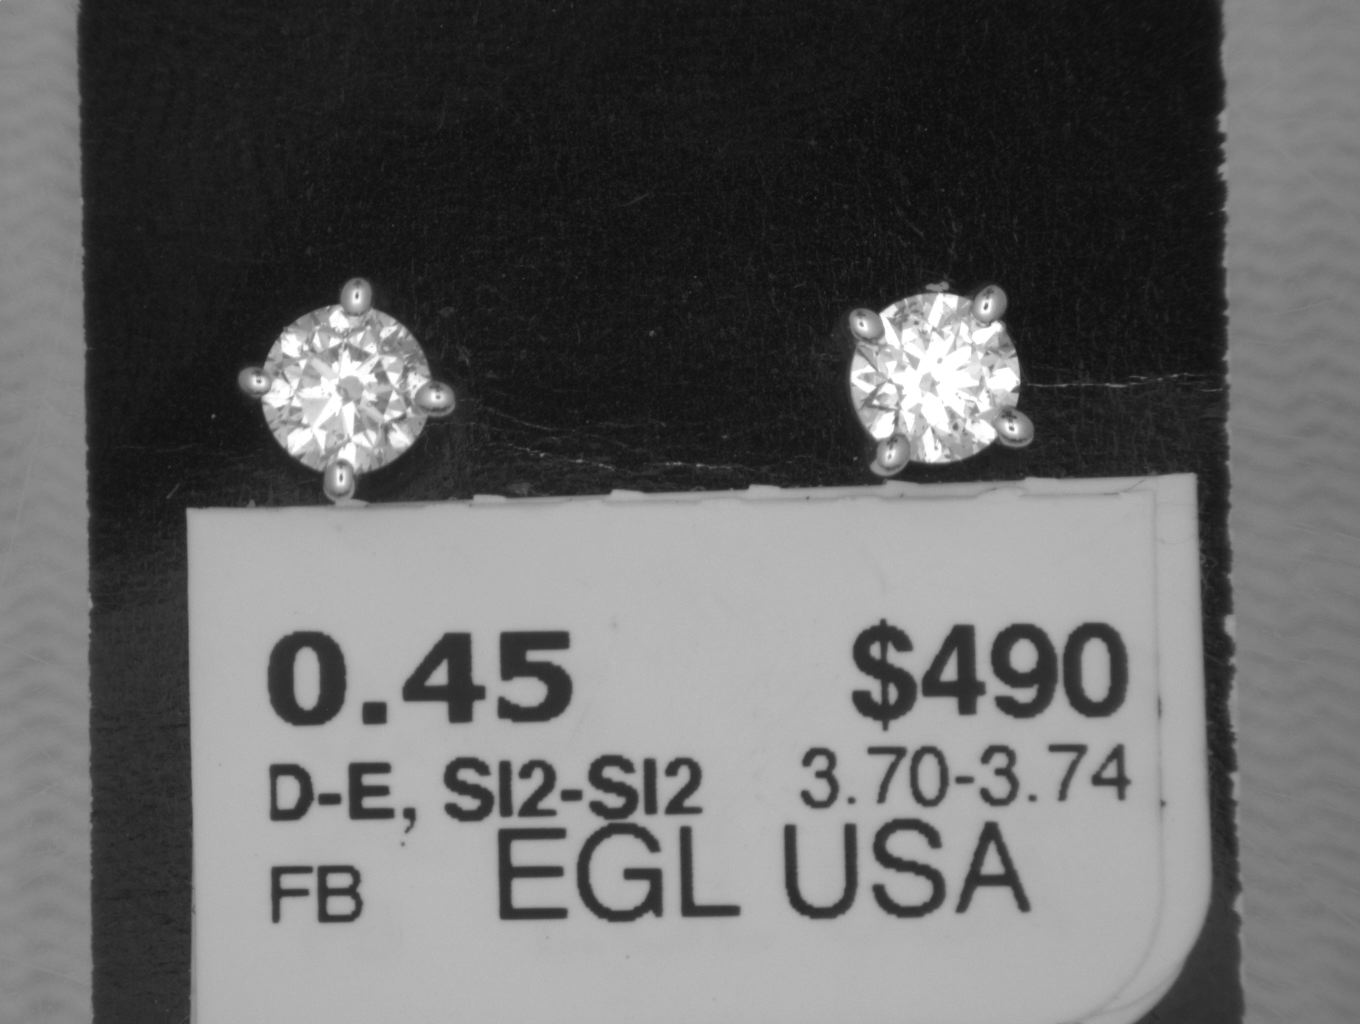 0.45 $490
D-E, SI2-SI2 3.70-3.74
FB EGL USA